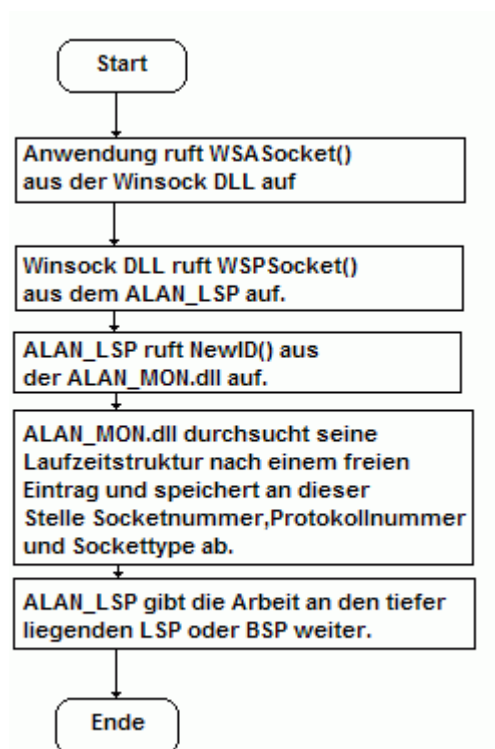 Start
Anwendung ruft WSASocket()
aus der Winsock DLL auf
Winsock DLL ruft WSPSocket()
aus dem ALAN_LSP auf.
ALAN_LSP ruft NewID() aus
der ALAN_MON.dll auf.
ALAN_MON.dll durchsucht seine
Laufzeitstruktur nach einem freien
Eintrag und speichert an dieser
Stelle Socketnummer,Protokollnummer
und Sockettype ab.
ALAN_LSP gibt die Arbeit an den tiefer
liegenden LSP oder BSP weiter.
Ende